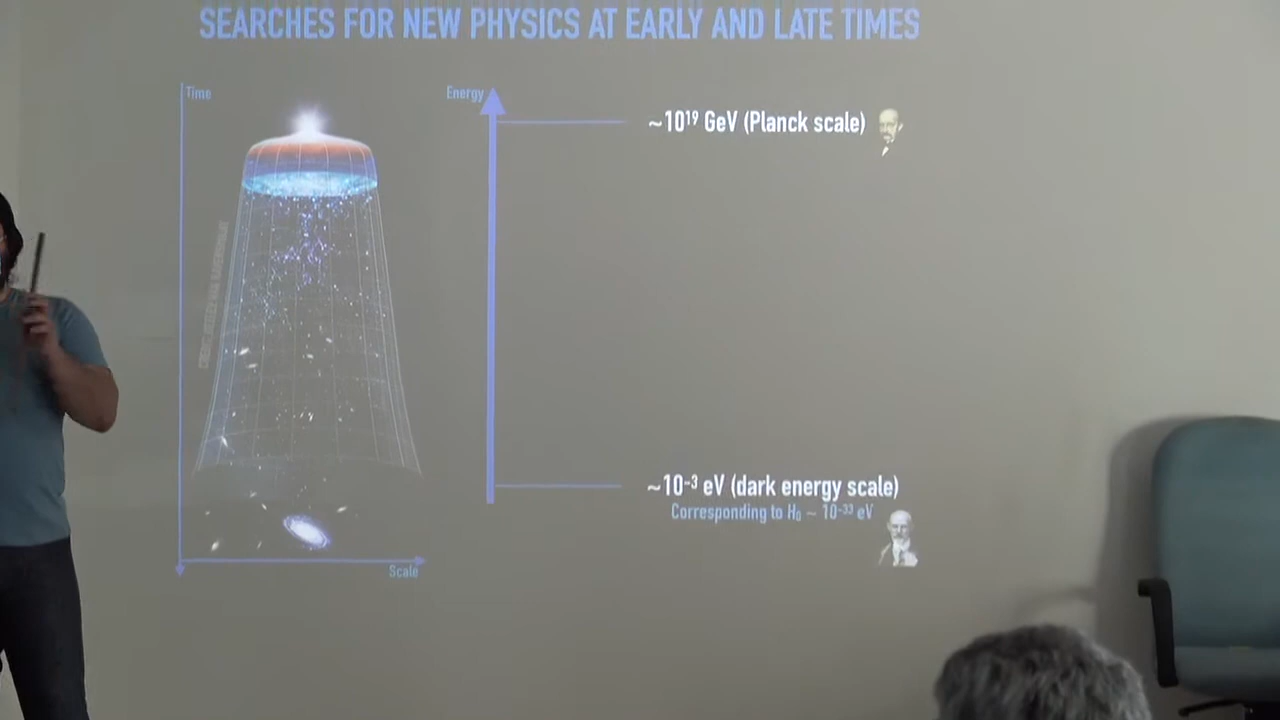 SEARCHES FOR NEW PHYSICS AT EARLY AND LATE TIMES
Time
Energy
~10¹⁹ GeV (Planck scale)
~10⁻³ eV (dark energy scale)
Corresponding to H₀ ~ 10⁻³³ eV
Scale